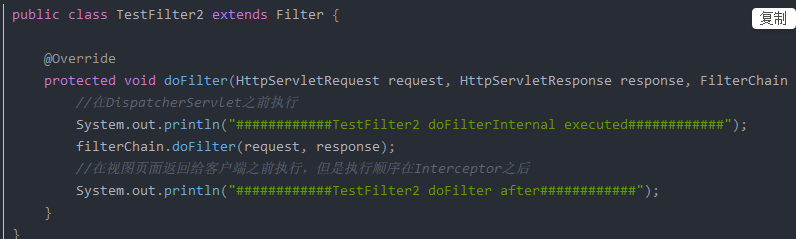 public class TestFilter2 extends Filter {
复制
@Override
protected void doFilter(HttpServletRequest request, HttpServletResponse response, FilterChain
//在DispatcherServlet之前执行
System.out.println("############TestFilter2 doFilterInternal executed############");
filterChain.doFilter(request, response);
//在视图页面返回给客户端之前执行，但是执行顺序在Interceptor之后
System.out.println("############TestFilter2 doFilter after############");
}
}